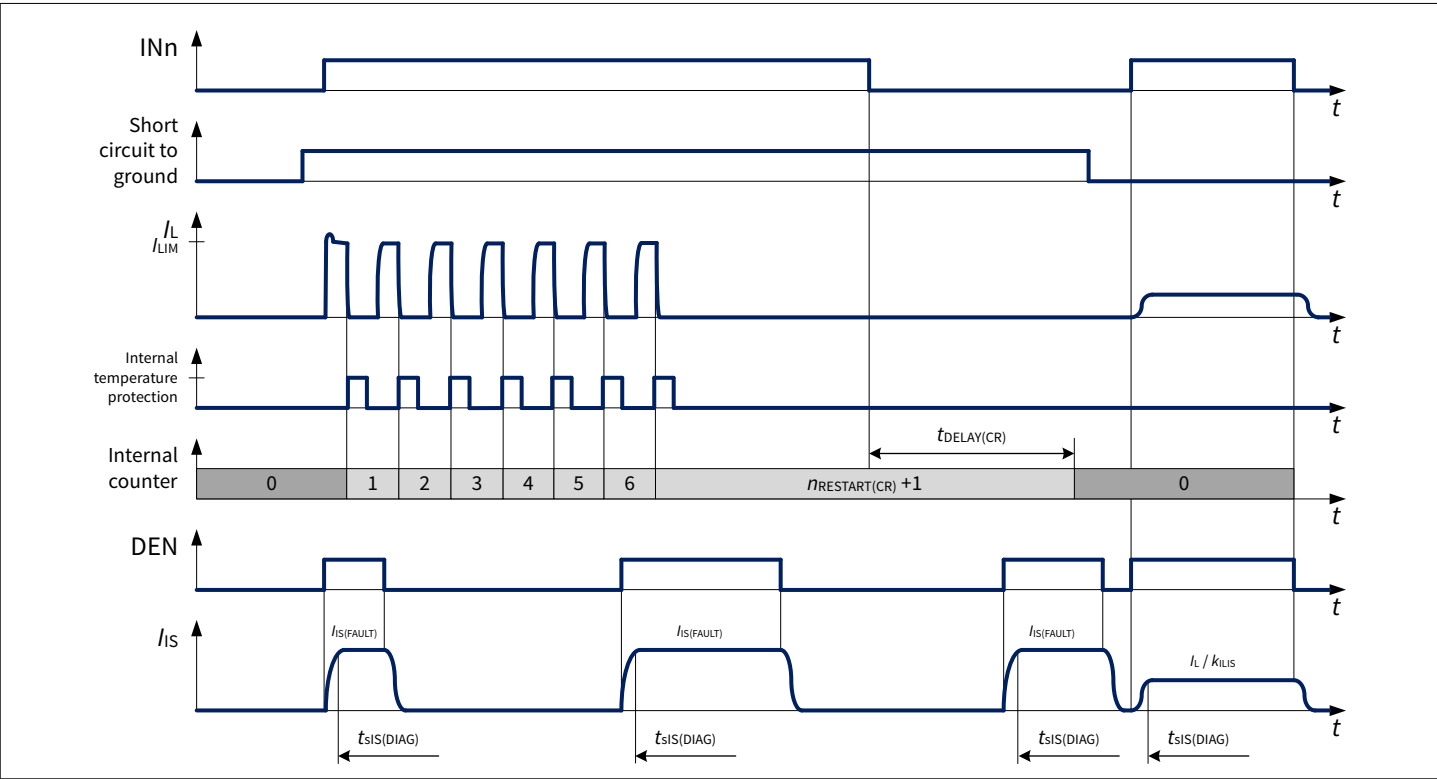 INn
t
Short
circuit to
ground
t
IL
ILIM
t
Internal
temperature
protection
t
tDELAY(CR)
Internal
counter
0 1 2 3 4 5 6 nRESTART(CR) +1 0
t
DEN
t
IIS
IIS(FAULT) IIS(FAULT) IIS(FAULT) IL / kILIS
t
tsIS(DIAG) tsIS(DIAG) tsIS(DIAG) tsIS(DIAG)